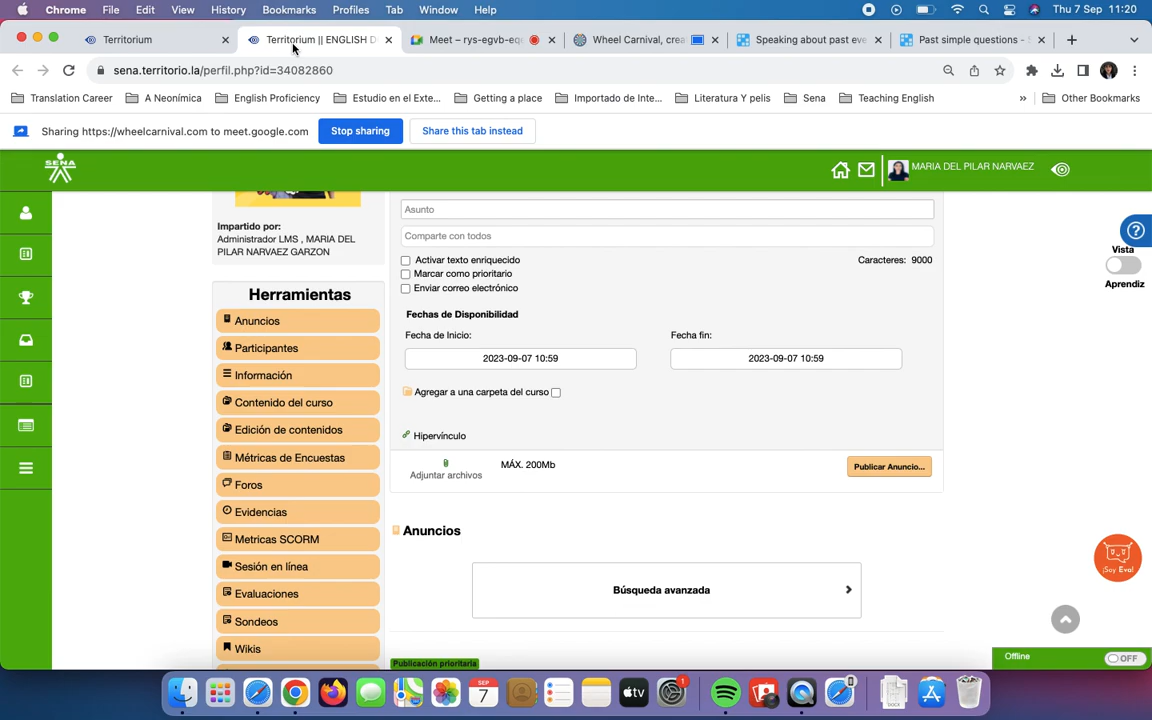 Chrome File Edit View History Bookmarks Profiles Tab Window Help Thu 7 Sep 11:20
Territorium Territorium || ENGLISH D Meet – rys-egvb-eq Wheel Carnival, crea Speaking about past eve Past simple questions - S
sena.territorio.la/perfil.php?id=34082860
Translation Career A Neonímica English Proficiency Estudio en el Exte... Getting a place Importado de Inte... Literatura Y pelis Sena Teaching English » Other Bookmarks
Sharing https://wheelcarnival.com to meet.google.com Stop sharing Share this tab instead
SENA MARIA DEL PILAR NARVAEZ
Impartido por:
Administrador LMS , MARIA DEL
PILAR NARVAEZ GARZON
Asunto
Comparte con todos
Activar texto enriquecido Caracteres: 9000
Marcar como prioritario
Enviar correo electrónico
Vista
Aprendiz
Fechas de Disponibilidad
Fecha de Inicio: Fecha fin:
2023-09-07 10:59 2023-09-07 10:59
Agregar a una carpeta del curso
Hipervínculo
Adjuntar archivos MÁX. 200Mb Publicar Anuncio...
Herramientas
Anuncios
Participantes
Información
Contenido del curso
Edición de contenidos
Métricas de Encuestas
Foros
Evidencias
Metricas SCORM
Sesión en línea
Evaluaciones
Sondeos
Wikis
Anuncios
Búsqueda avanzada
Publicación prioritaria
¡Soy Eva!
Offline OFF
SEP
7
tv
1
DOCX